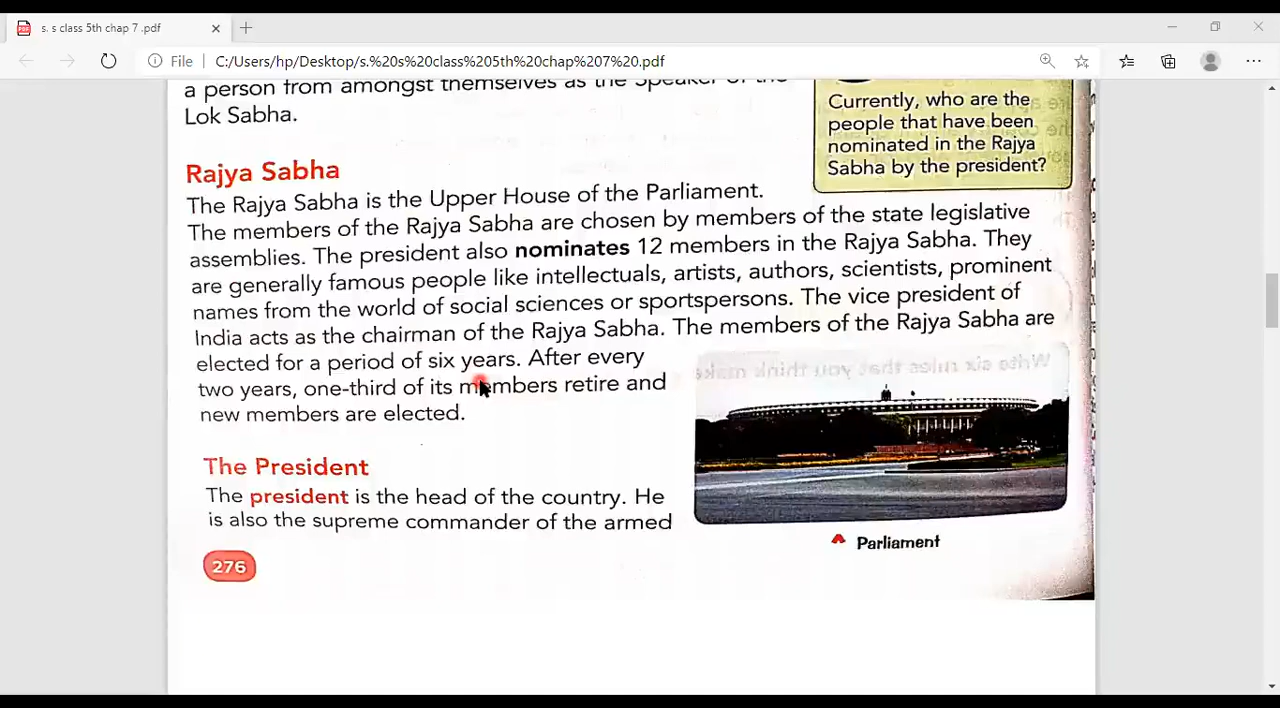 s. s class 5th chap 7 .pdf
File
C:/Users/hp/Desktop/s.%20s%20class%205th%20chap%207%20.pdf
a person from amongst themselves as the Speaker of the
Lok Sabha.
Currently, who are the
people that have been
nominated in the Rajya
Sabha by the president?
Rajya Sabha
The Rajya Sabha is the Upper House of the Parliament.
The members of the Rajya Sabha are chosen by members of the state legislative
assemblies. The president also nominates 12 members in the Rajya Sabha. They
are generally famous people like intellectuals, artists, authors, scientists, prominent
names from the world of social sciences or sportspersons. The vice president of
India acts as the chairman of the Rajya Sabha. The members of the Rajya Sabha are
elected for a period of six years. After every
two years, one-third of its members retire and
new members are elected.
Write six rules that you think make
The President
The president is the head of the country. He
is also the supreme commander of the armed
Parliament
276